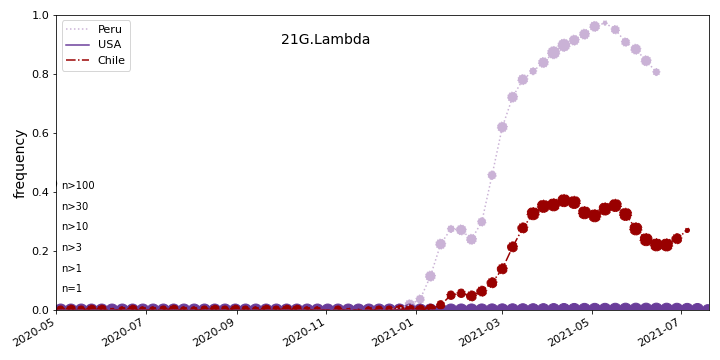 1.0
0.8
0.6
0.4
0.2
0.0
frequency
Peru
USA
Chile
21G.Lambda
n>100
n>30
n>10
n>3
n>1
n=1
2020-05
2020-07
2020-09
2020-11
2021-01
2021-03
2021-05
2021-07